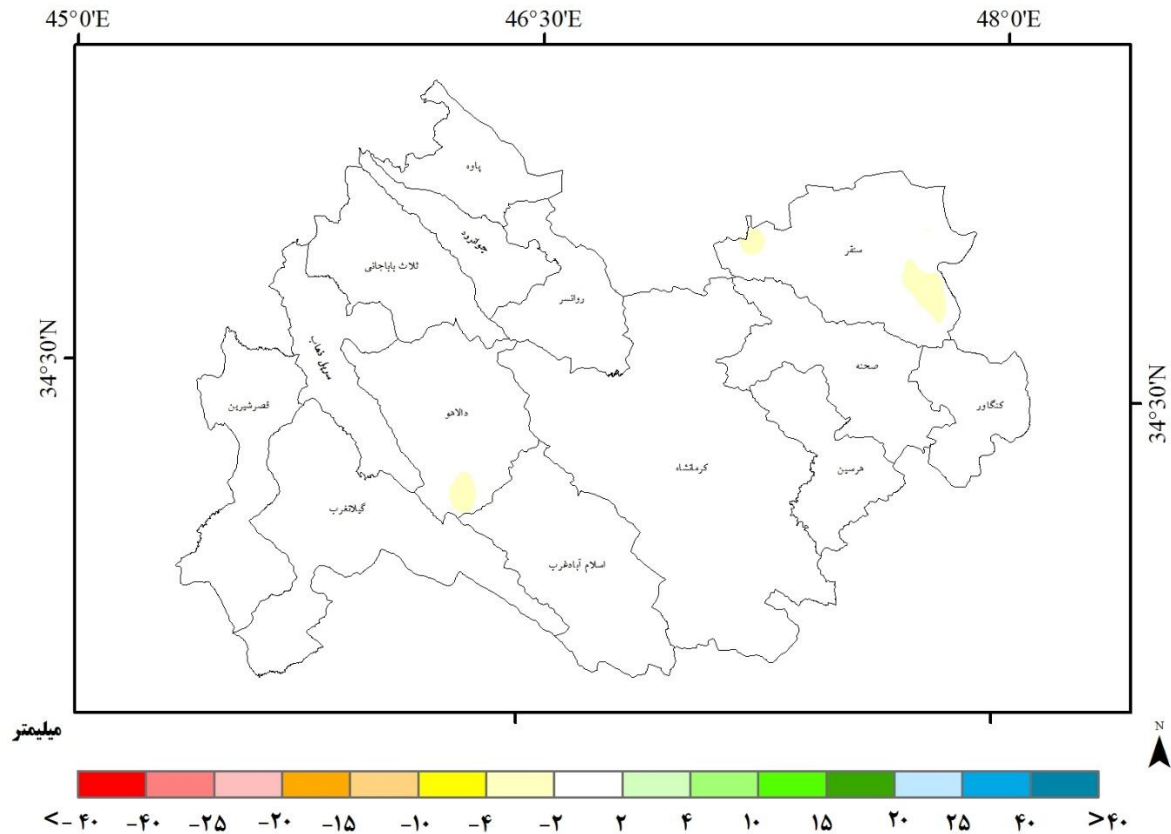 45°0'E 46°30'E 48°0'E
پاوه
جوانرود
سنقر
ثلاث باباجانی
روانسر
34°30'N
سرپل ذهاب
صحنه
34°30'N
قصرشیرین
دالاهو
کنگاور
کرمانشاه
هرسین
گیلانغرب
اسلام آبادغرب
میلیمتر
N
<-۴۰ -۴۰ -۲۵ -۲۰ -۱۵ -۱۰ -۴ -۲ ۲ ۴ ۱۰ ۱۵ ۲۰ ۲۵ ۴۰ >۴۰